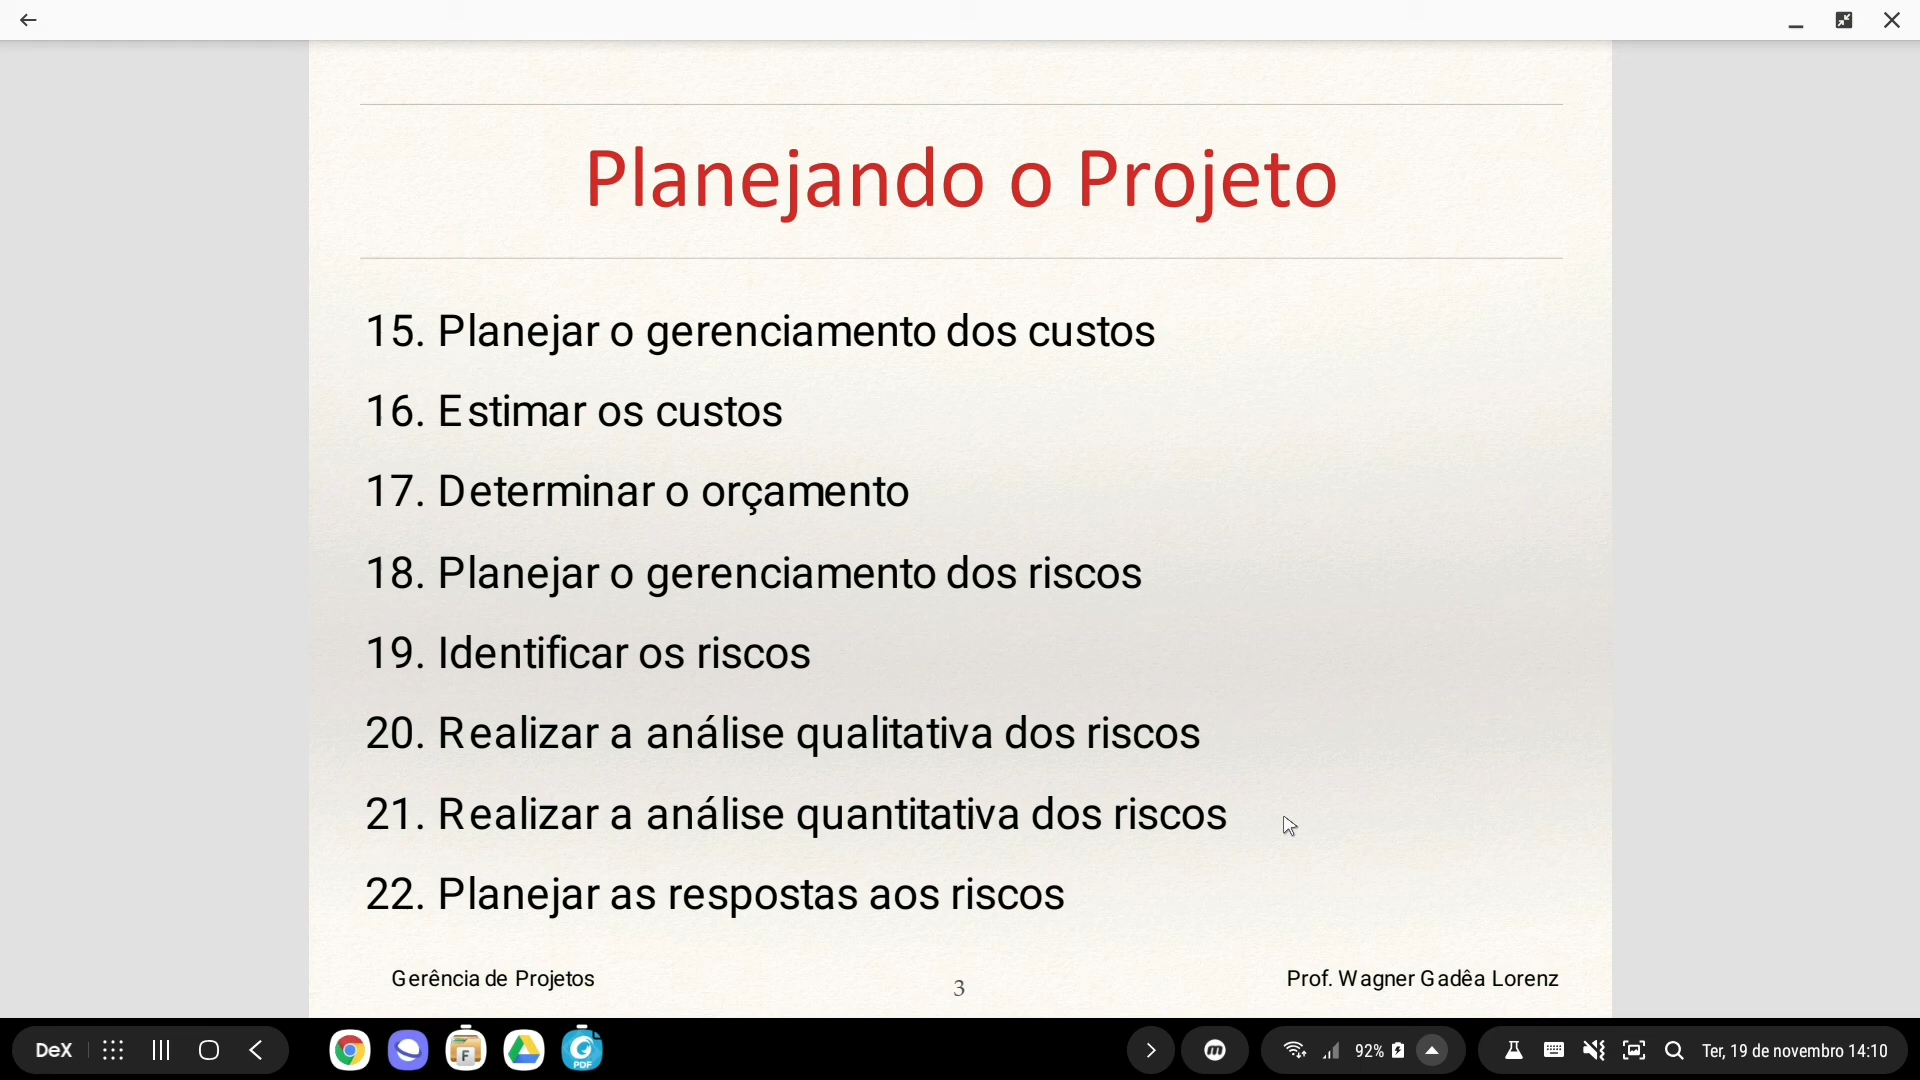 Planejando o Projeto
15. Planejar o gerenciamento dos custos
16. Estimar os custos
17. Determinar o orçamento
18. Planejar o gerenciamento dos riscos
19. Identificar os riscos
20. Realizar a análise qualitativa dos riscos
21. Realizar a análise quantitativa dos riscos
22. Planejar as respostas aos riscos
Gerência de Projetos
3
Prof. Wagner Gadêa Lorenz
DeX
F
PDF
m
92%
Ter, 19 de novembro 14:10